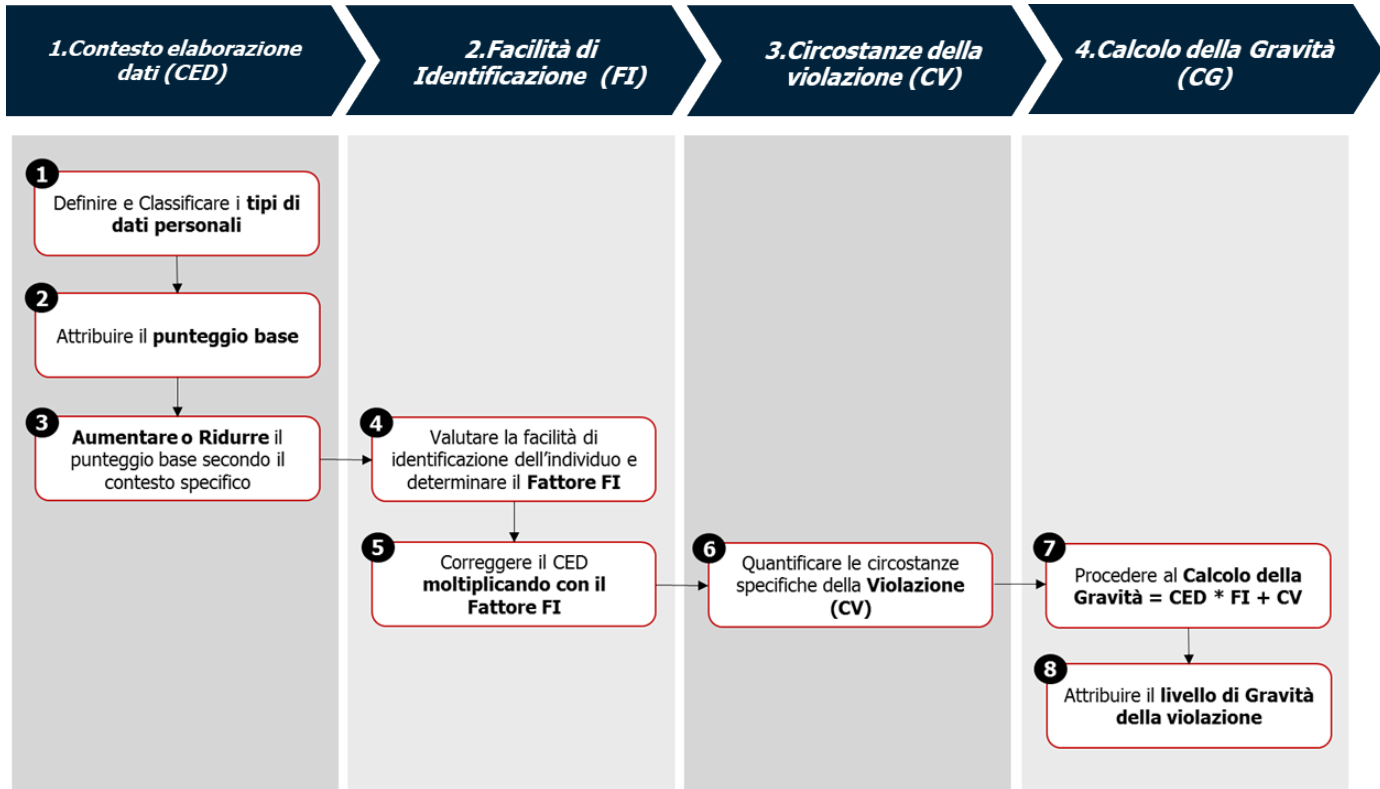 1.Contesto elaborazione
dati (CED)
2.Facilità di
Identificazione (FI)
3.Circostanze della
violazione (CV)
4.Calcolo della Gravità
(CG)
1
Definire e Classificare i tipi di
dati personali
2
Attribuire il punteggio base
3
Aumentare o Ridurre il
punteggio base secondo il
contesto specifico
4
Valutare la facilità di
identificazione dell'individuo e
determinare il Fattore FI
5
Correggere il CED
moltiplicando con il
Fattore FI
6
Quantificare le circostanze
specifiche della Violazione
(CV)
7
Procedere al Calcolo della
Gravità = CED * FI + CV
8
Attribuire il livello di Gravità
della violazione